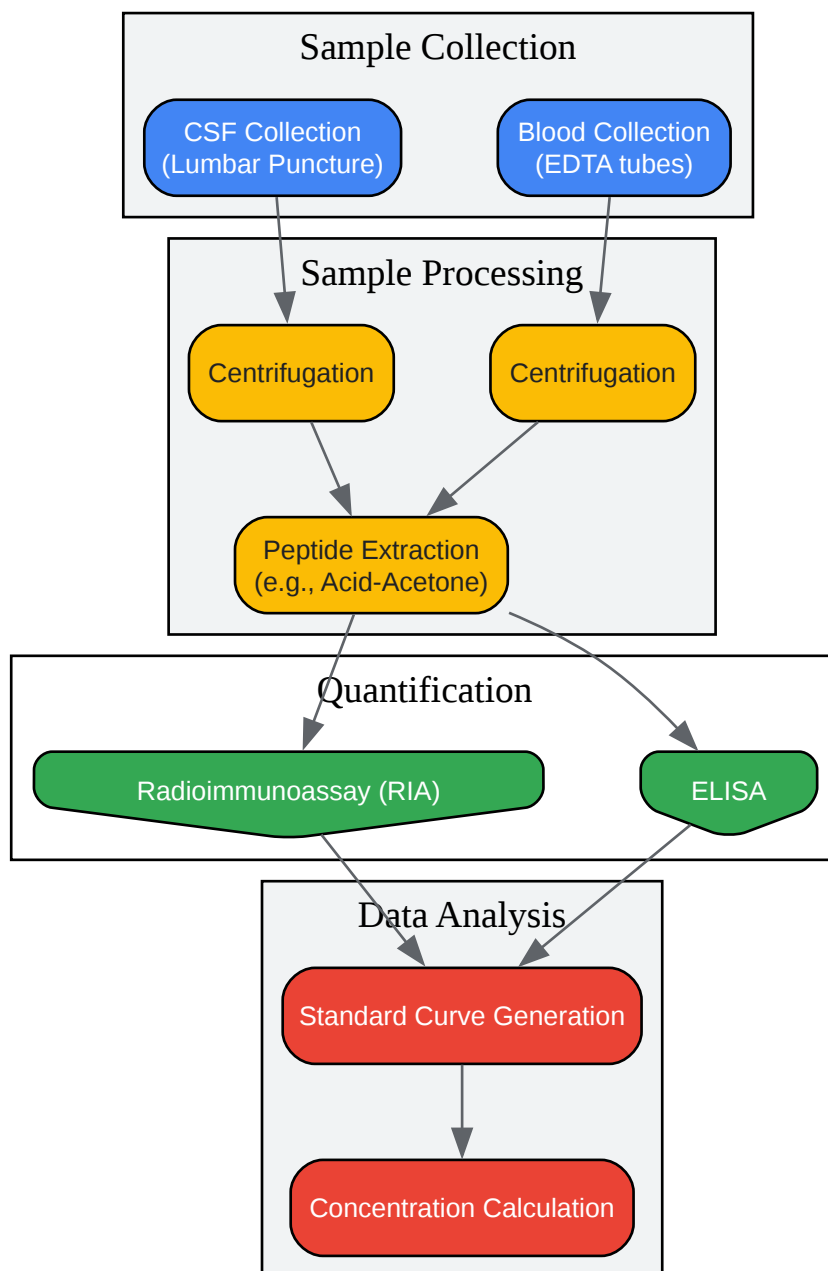 Sample Collection
CSF Collection
(Lumbar Puncture)
Blood Collection
(EDTA tubes)
Sample Processing
Centrifugation
Centrifugation
Peptide Extraction
(e.g., Acid-Acetone)
Quantification
Radioimmunoassay (RIA)
ELISA
Data Analysis
Standard Curve Generation
Concentration Calculation